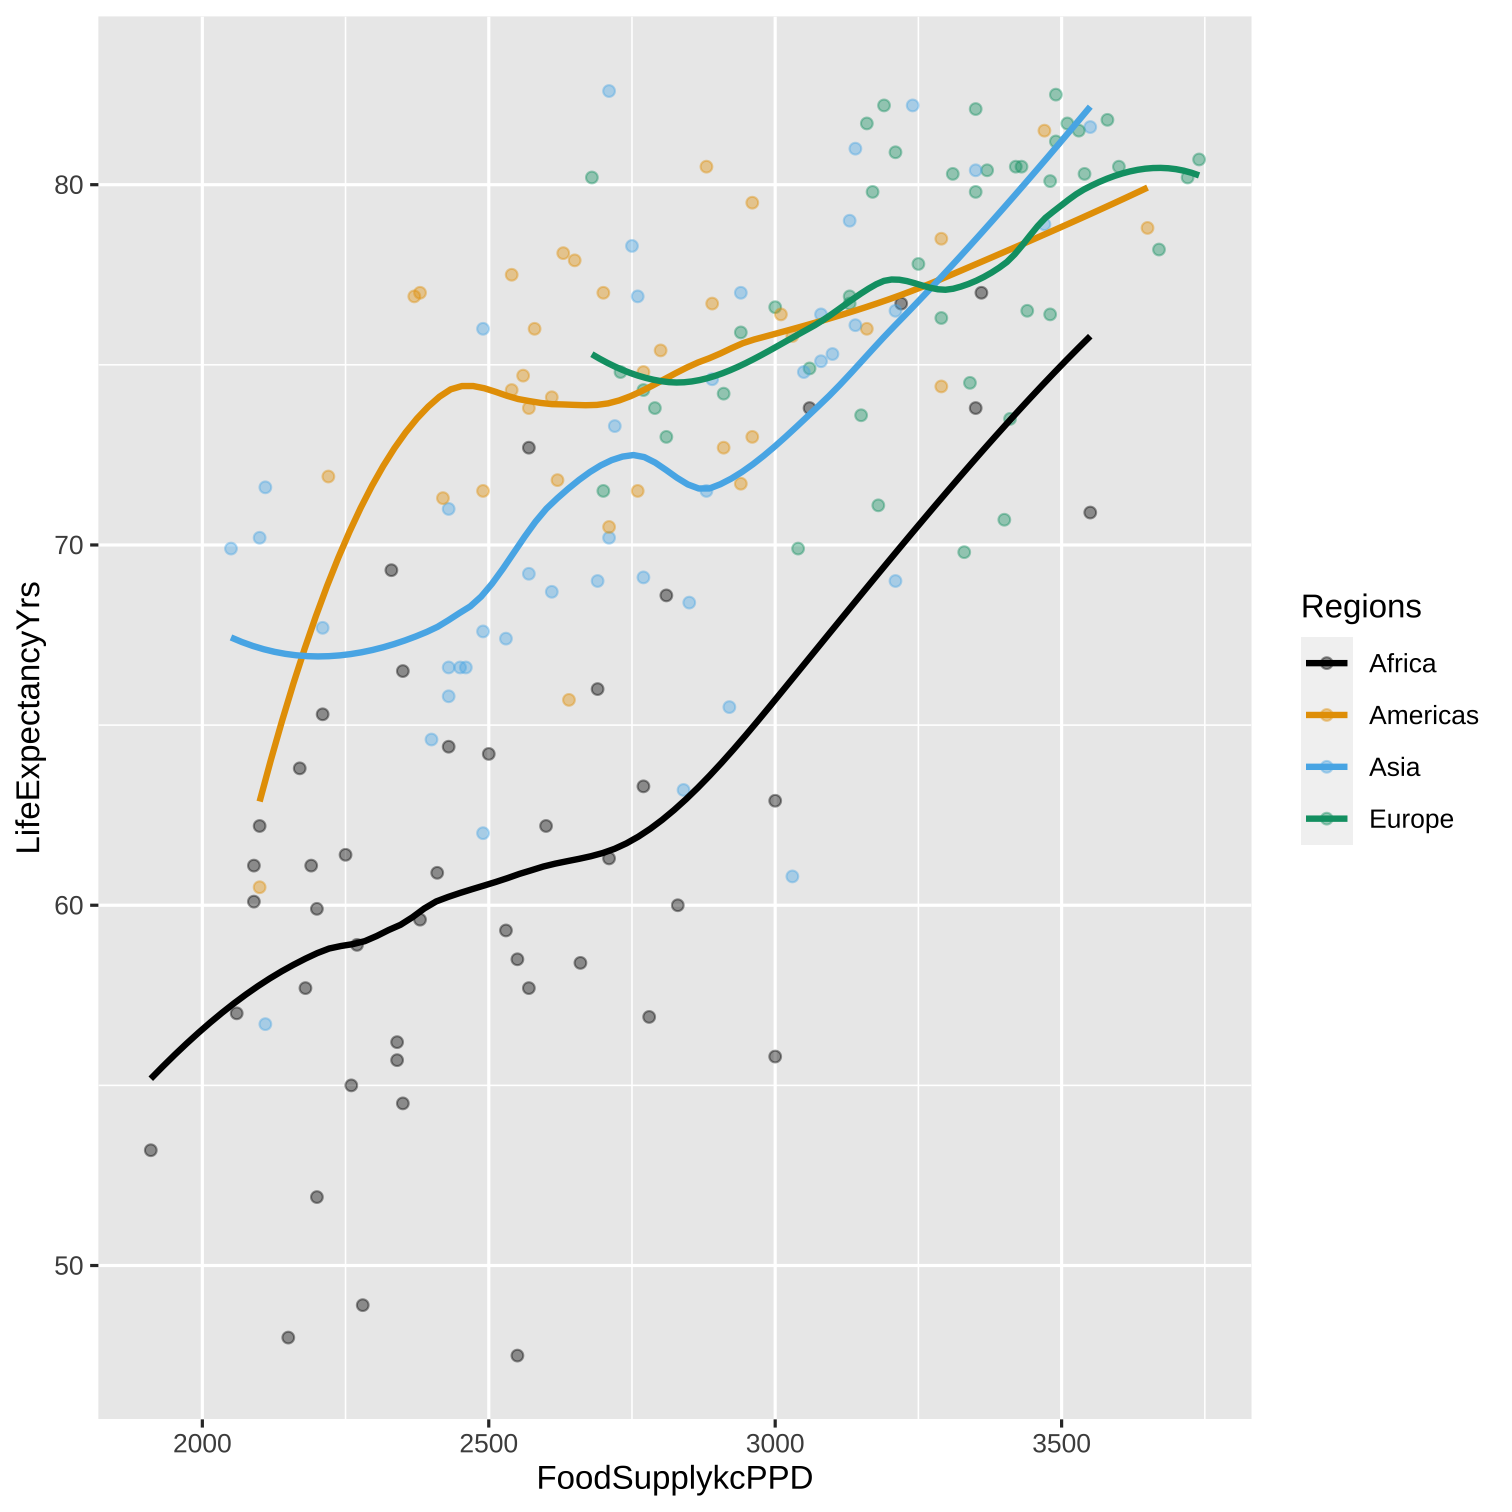 80
70
60
50
LifeExpectancyYrs
2000 2500 3000 3500
FoodSupplykcPPD
Regions
Africa
Americas
Asia
Europe